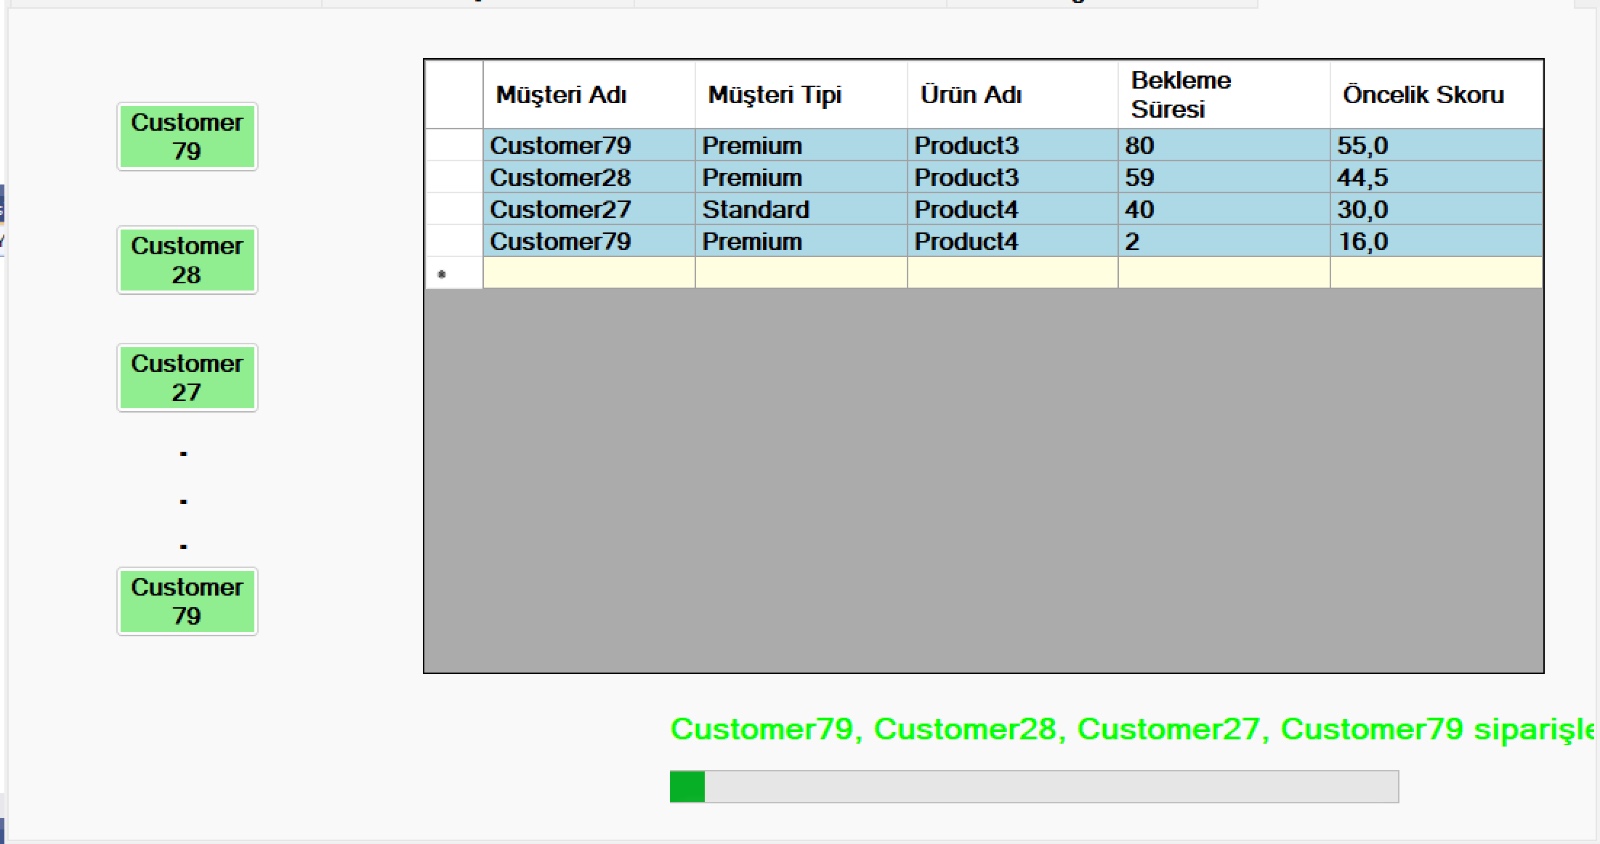 Customer
79
Customer
28
Customer
27
-
-
-
Customer
79
Müşteri Adı Müşteri Tipi Ürün Adı Bekleme Süresi Öncelik Skoru
Customer79 Premium Product3 80 55,0
Customer28 Premium Product3 59 44,5
Customer27 Standard Product4 40 30,0
Customer79 Premium Product4 2 16,0
*
Customer79, Customer28, Customer27, Customer79 siparişle